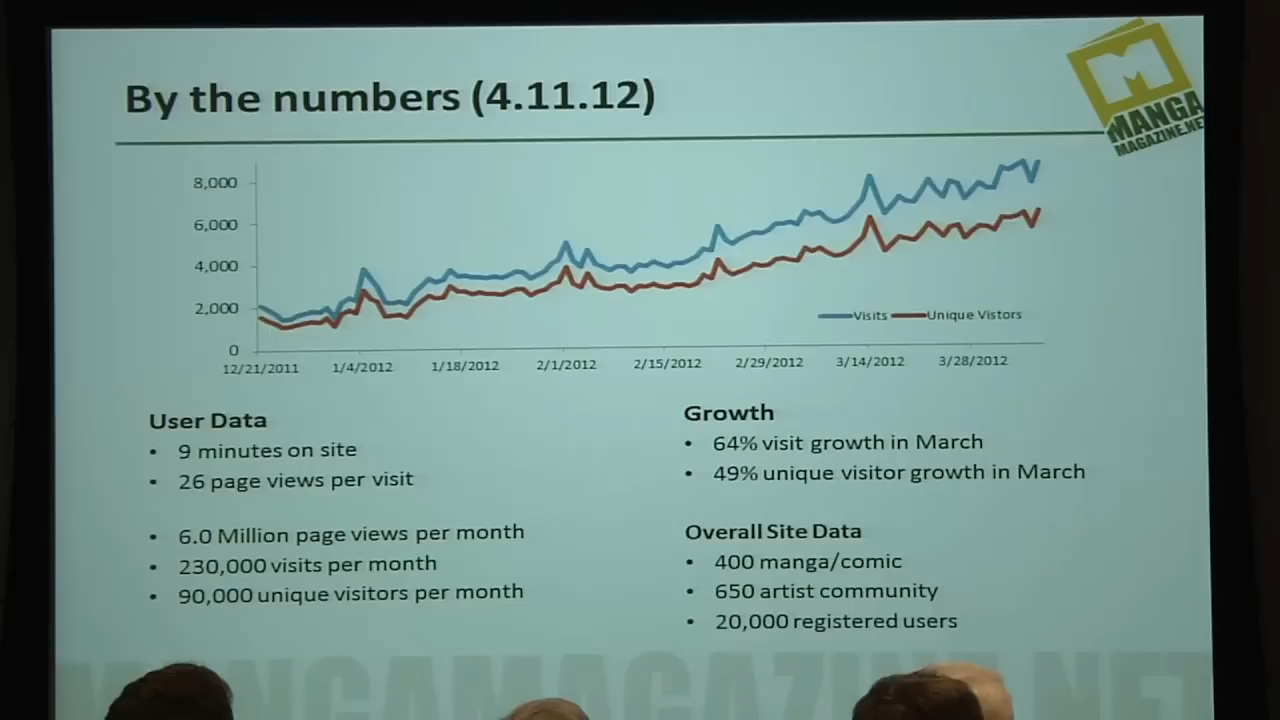 By the numbers (4.11.12)
MANGA
MAGAZINE.NET
8,000
6,000
4,000
2,000
0
Visits
Unique Vistors
12/21/2011
1/4/2012
1/18/2012
2/1/2012
2/15/2012
2/29/2012
3/14/2012
3/28/2012
User Data
• 9 minutes on site
• 26 page views per visit
• 6.0 Million page views per month
• 230,000 visits per month
• 90,000 unique visitors per month
Growth
• 64% visit growth in March
• 49% unique visitor growth in March
Overall Site Data
• 400 manga/comic
• 650 artist community
• 20,000 registered users
MANGAMAGAZINE.NET